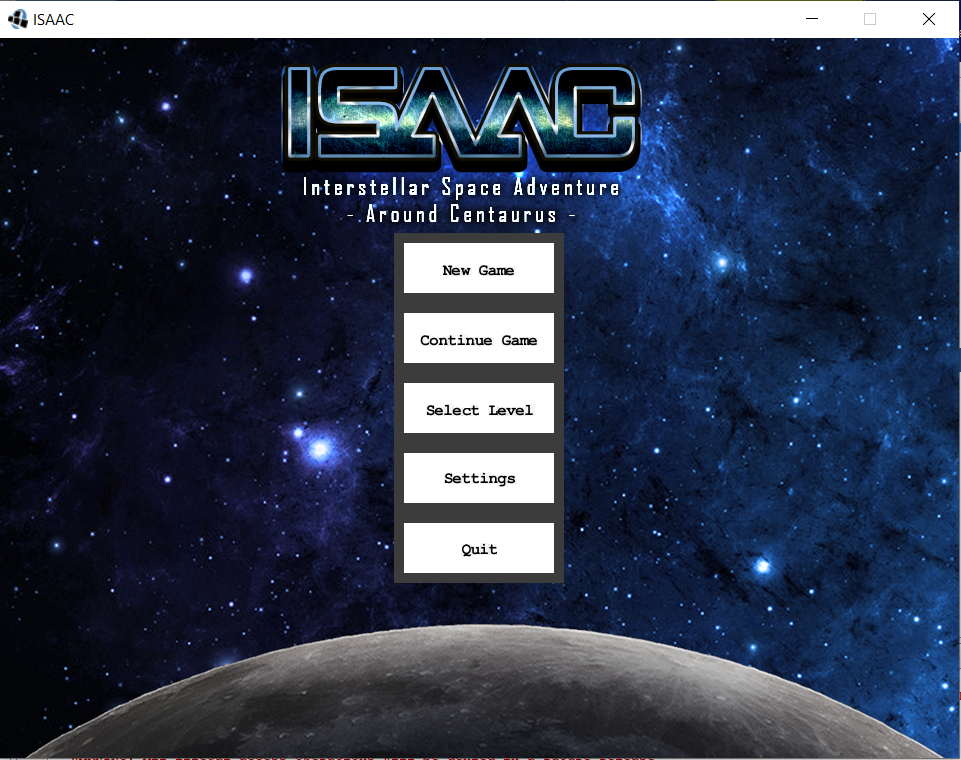 ISAAC
ISAAC
Interstellar Space Adventure
- Around Centaurus -
New Game
Continue Game
Select Level
Settings
Quit